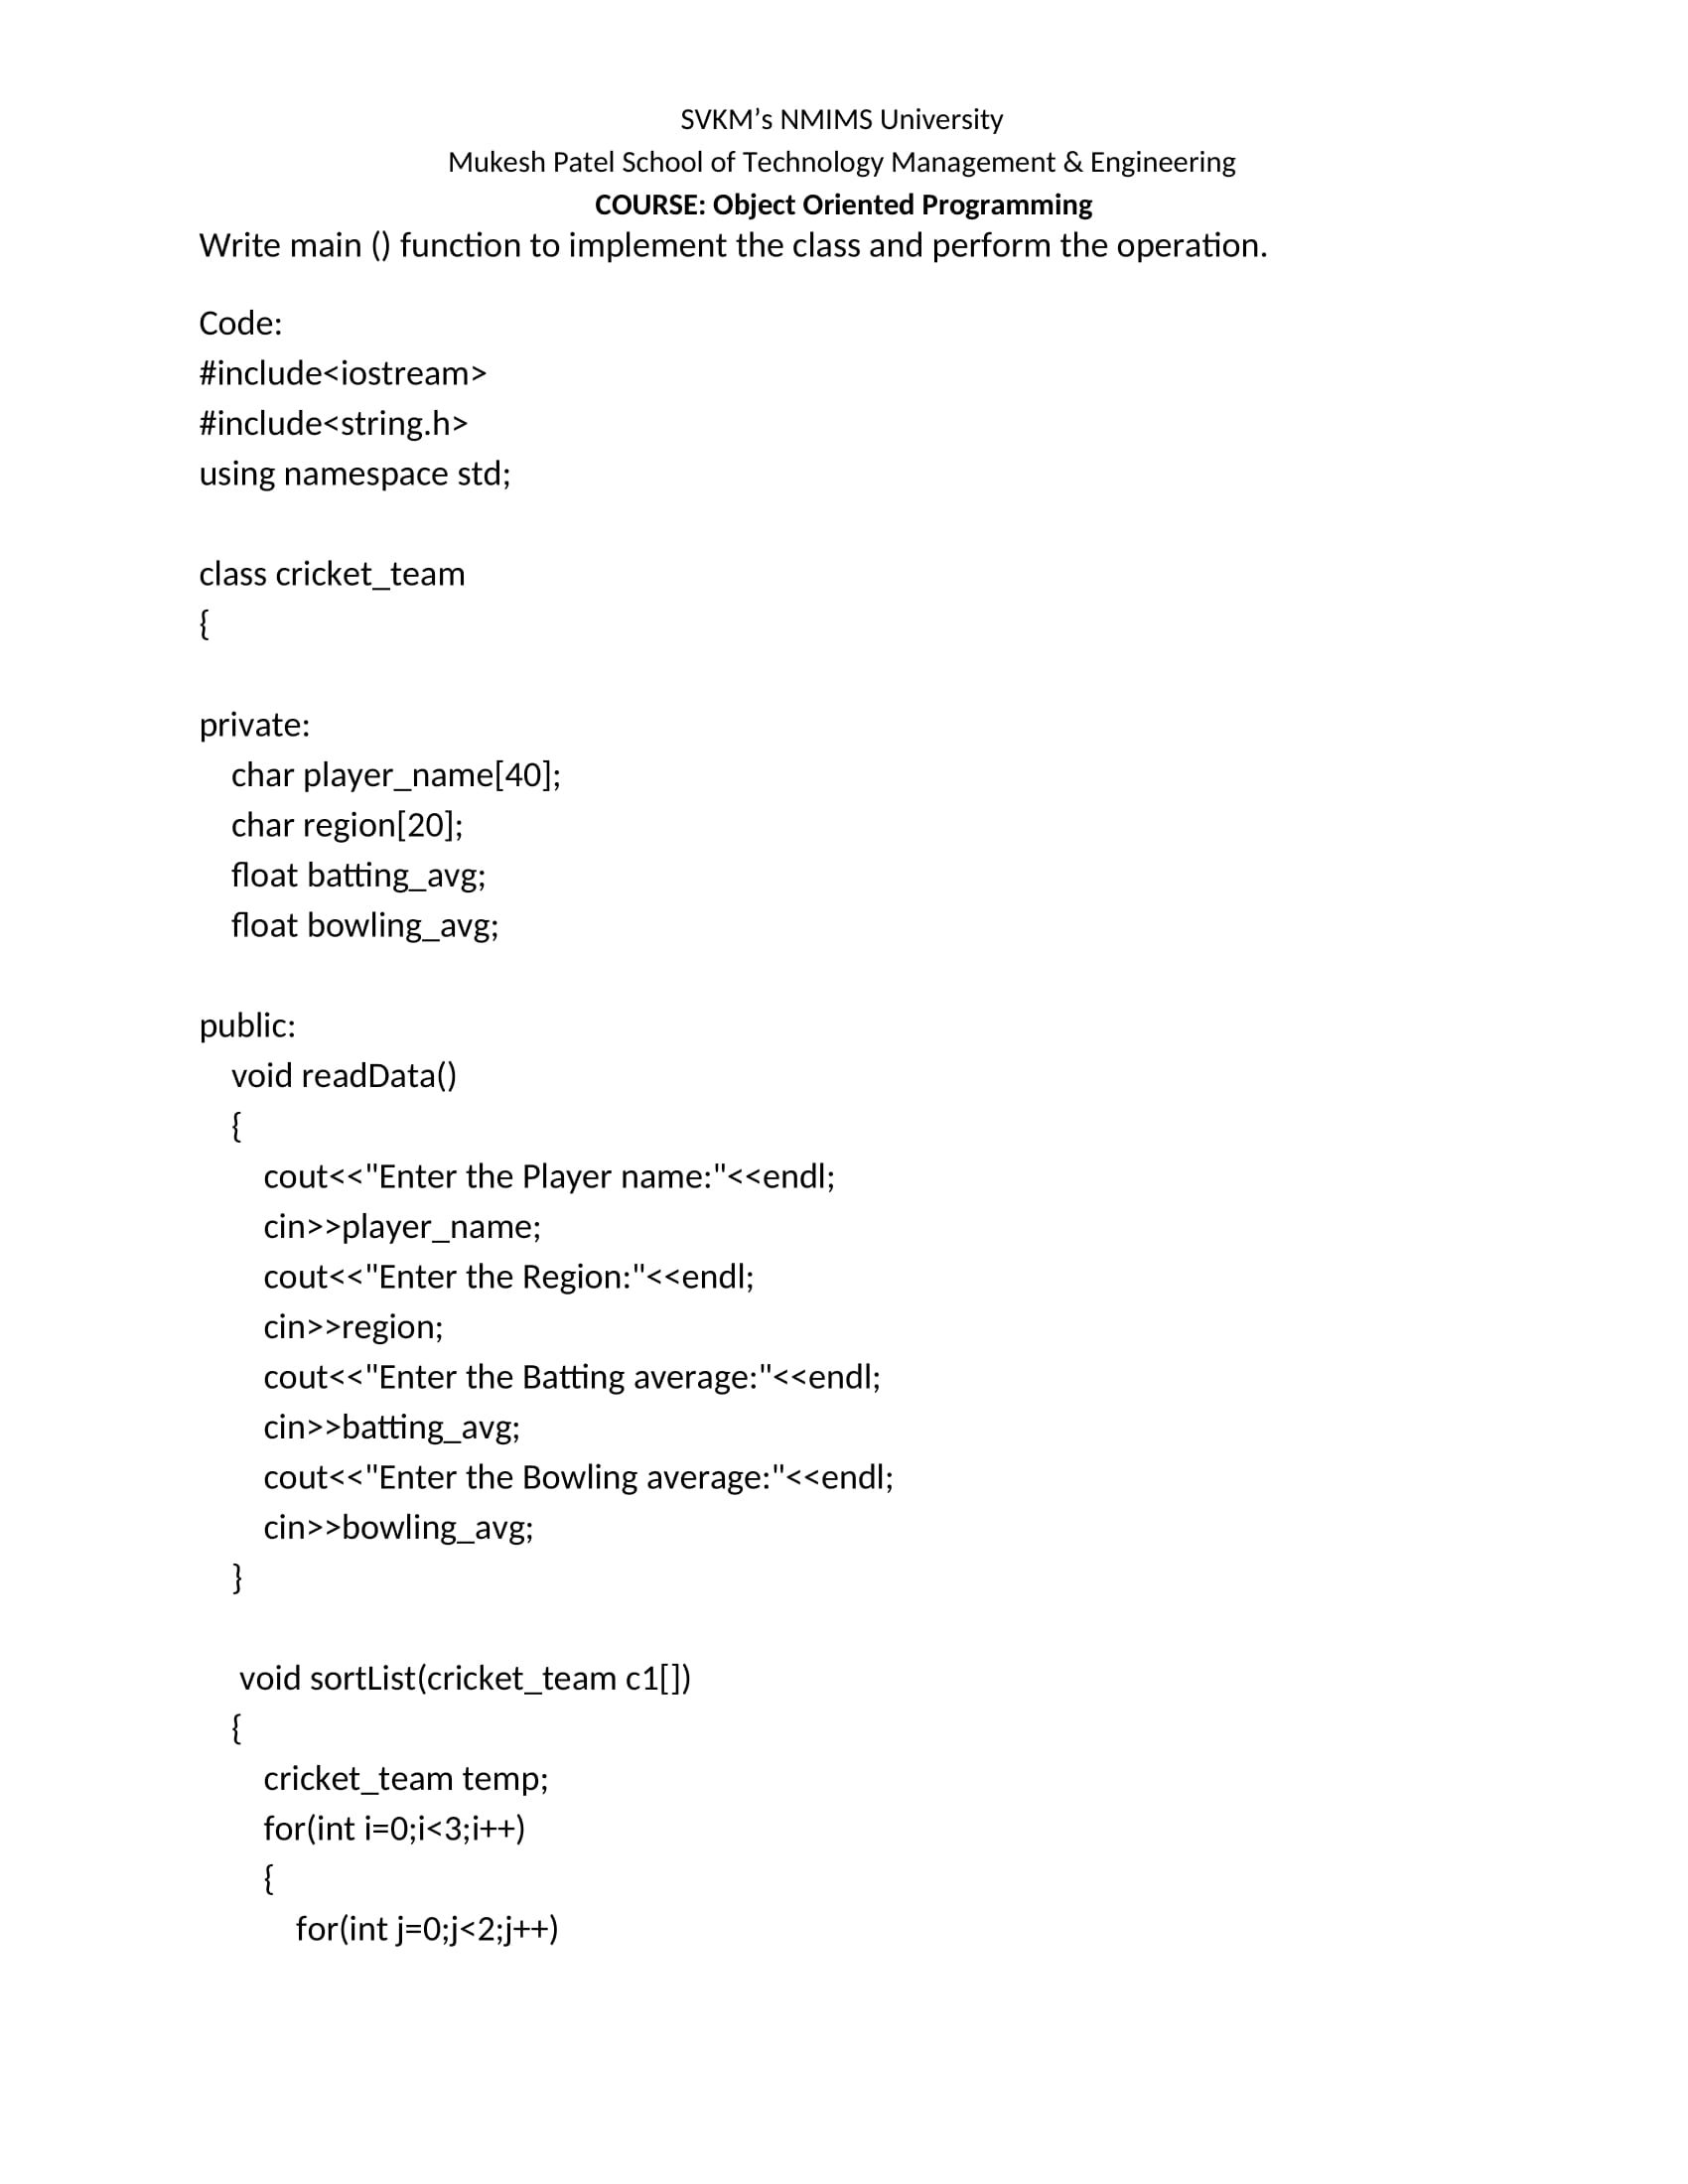 SVKM’s NMIMS University
Mukesh Patel School of Technology Management & Engineering
COURSE: Object Oriented Programming
Write main () function to implement the class and perform the operation.
Code:
#include<iostream>
#include<string.h>
using namespace std;
class cricket_team
{
private:
char player_name[40];
char region[20];
float batting_avg;
float bowling_avg;
public:
void readData()
{
cout<<"Enter the Player name:"<<endl;
cin>>player_name;
cout<<"Enter the Region:"<<endl;
cin>>region;
cout<<"Enter the Batting average:"<<endl;
cin>>batting_avg;
cout<<"Enter the Bowling average:"<<endl;
cin>>bowling_avg;
}
void sortList(cricket_team c1[])
{
cricket_team temp;
for(int i=0;i<3;i++)
{
for(int j=0;j<2;j++)